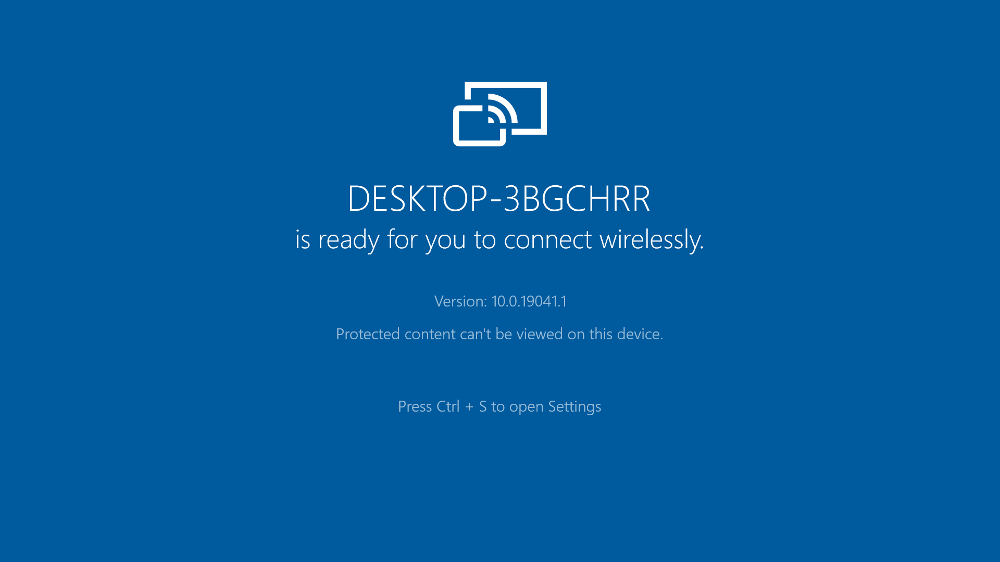 DESKTOP-3BGCHRR
is ready for you to connect wirelessly.
Version: 10.0.19041.1
Protected content can't be viewed on this device.
Press Ctrl + S to open Settings